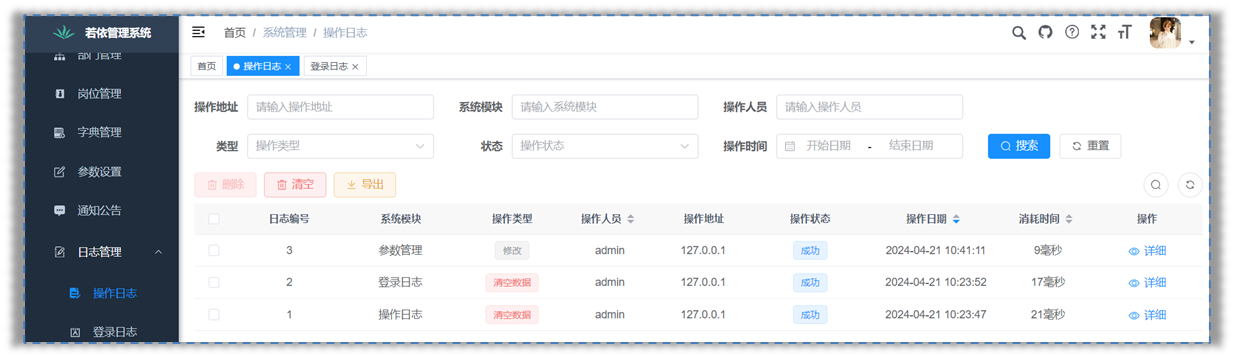 若依管理系统
部门管理
岗位管理
字典管理
参数设置
通知公告
日志管理
操作日志
登录日志
首页 / 系统管理 / 操作日志
首页 操作日志 × 登录日志 ×
操作地址 请输入操作地址 系统模块 请输入系统模块 操作人员 请输入操作人员
类型 操作类型 状态 操作状态 操作时间 开始日期 - 结束日期 搜索 重置
删除 清空 导出
日志编号 系统模块 操作类型 操作人员 操作地址 操作状态 操作日期 消耗时间 操作
3 参数管理 修改 admin 127.0.0.1 成功 2024-04-21 10:41:11 9毫秒 详细
2 登录日志 清空数据 admin 127.0.0.1 成功 2024-04-21 10:23:52 17毫秒 详细
1 操作日志 清空数据 admin 127.0.0.1 成功 2024-04-21 10:23:47 21毫秒 详细